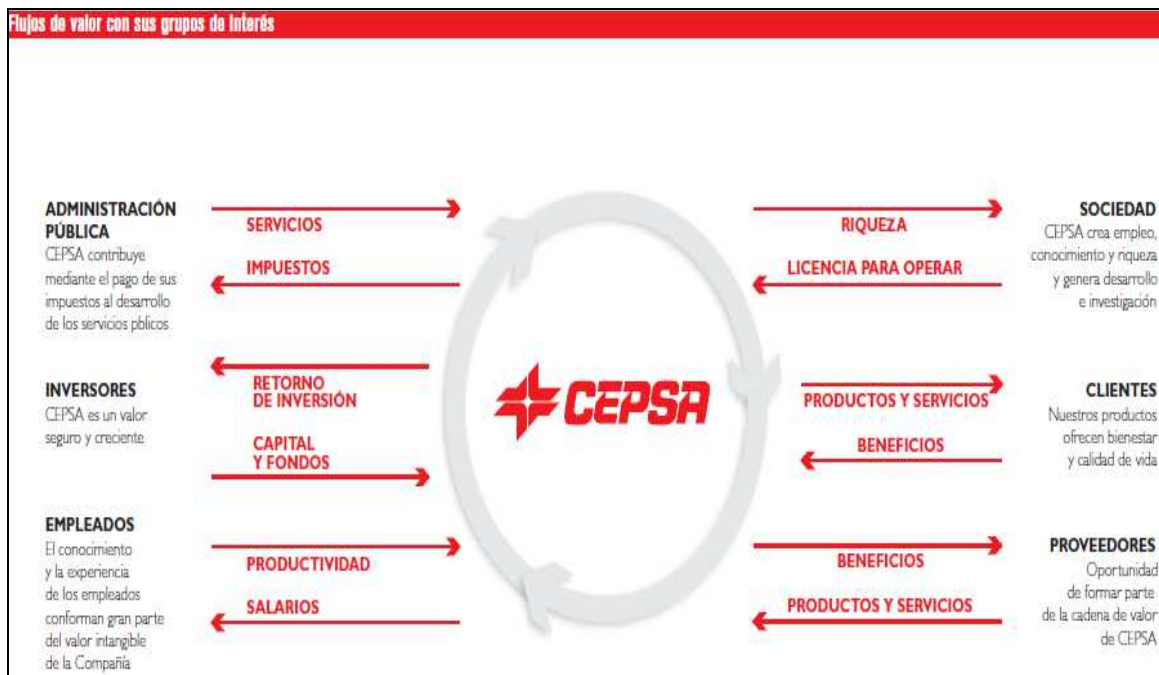 Flujos de valor con sus grupos de interés
ADMINISTRACIÓN
PÚBLICA
CEPSA contribuye
mediante el pago de sus
impuestos al desarrollo
de los servicios pblicos
SERVICIOS
IMPUESTOS
INVERSORES
CEPSA es un valor
seguro y creciente
RETORNO
DE INVERSIÓN
CAPITAL
Y FONDOS
EMPLEADOS
El conocimiento
y la experiencia
de los empleados
conforman gran parte
del valor intangible
de la Compañía
PRODUCTIVIDAD
SALARIOS
CEPSA
RIQUEZA
LICENCIA PARA OPERAR
SOCIEDAD
CEPSA crea empleo,
conocimiento y riqueza
y genera desarrollo
e investigación
PRODUCTOS Y SERVICIOS
BENEFICIOS
CLIENTES
Nuestros productos
ofrecen bienestar
y calidad de vida
BENEFICIOS
PRODUCTOS Y SERVICIOS
PROVEEDORES
Oportunidad
de formar parte
de la cadena de valor
de CEPSA